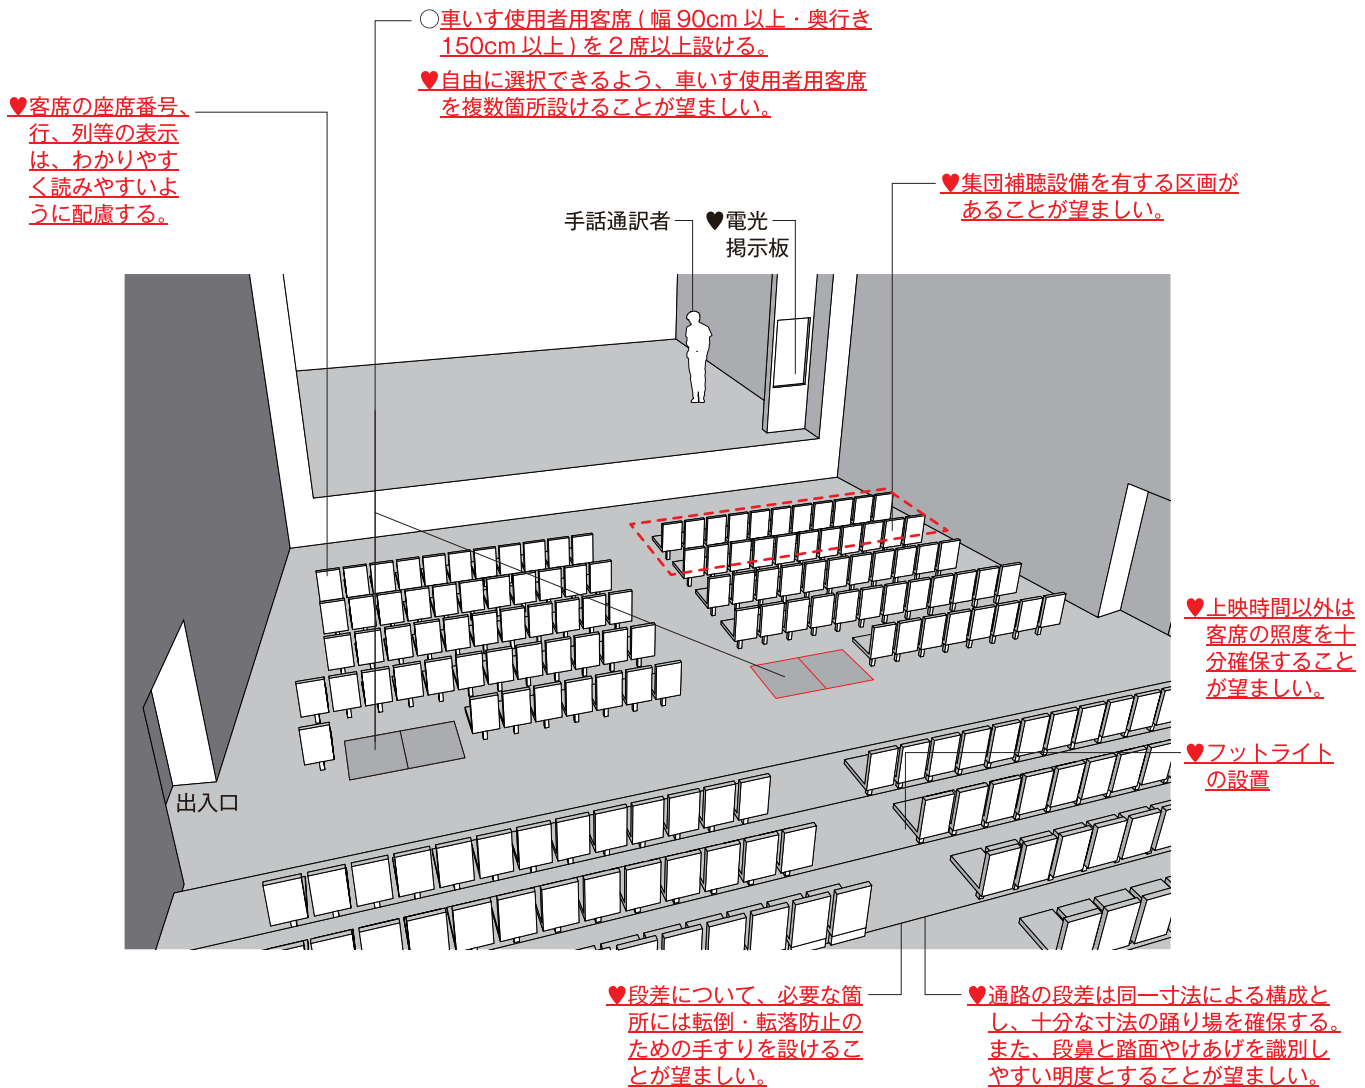 ○車いす使用者用客席(幅90cm以上・奥行き
150cm以上)を2席以上設ける。
♥自由に選択できるよう、車いす使用者用客席
を複数箇所設けることが望ましい。
♥客席の座席番号、
行、列等の表示
は、わかりやす
く読みやすいよ
うに配慮する。
♥集団補聴設備を有する区画が
あることが望ましい。
手話通訳者
♥電光
掲示板
♥上映時間以外は
客席の照度を十
分確保すること
が望ましい。
♥フットライト
の設置
出入口
♥段差について、必要な箇
所には転倒・転落防止の
ための手すりを設けるこ
とが望ましい。
♥通路の段差は同一寸法による構成と
し、十分な寸法の踊り場を確保する。
また、段鼻と踏面やけあげを識別し
やすい明度とすることが望ましい。